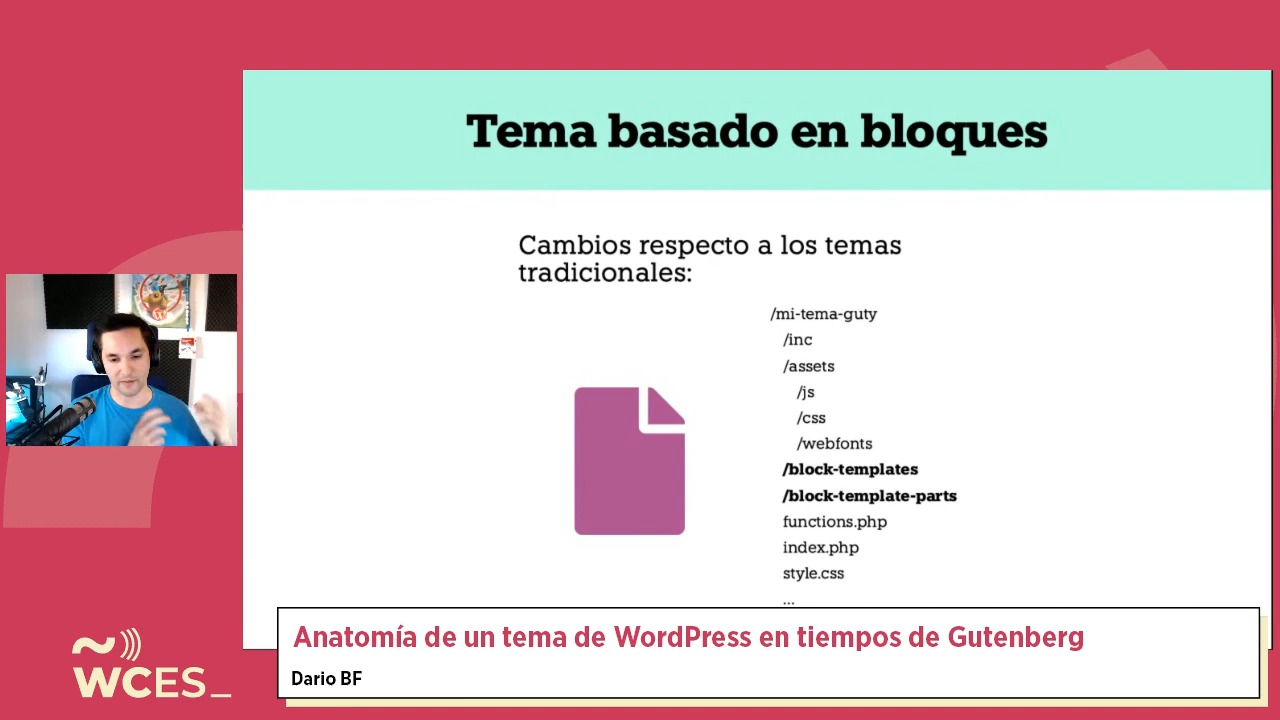 Tema basado en bloques
Cambios respecto a los temas
tradicionales:
/mi-tema-guty
/inc
/assets
/js
/css
/webfonts
/block-templates
/block-template-parts
functions.php
index.php
style.css
...
Anatomía de un tema de WordPress en tiempos de Gutenberg
Dario BF
WCES_